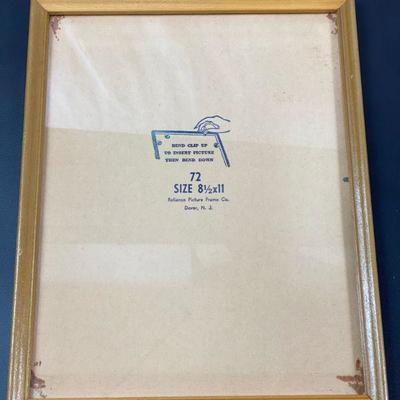 BEND CLIP UP
TO INSERT PICTURE
THEN BEND DOWN
72
SIZE 8½x11
Reliance Picture Frame Co.
Dover, N. J.